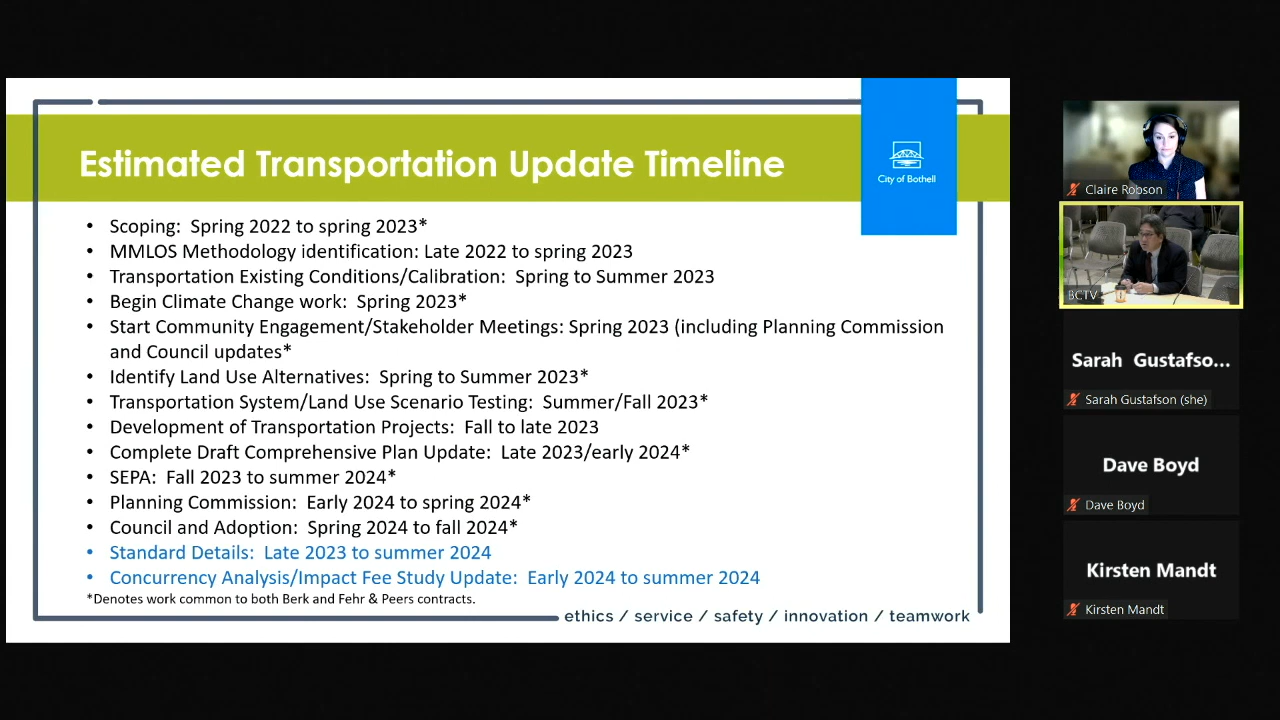 Estimated Transportation Update Timeline
City of Bothell
• Scoping: Spring 2022 to spring 2023*
• MMLOS Methodology identification: Late 2022 to spring 2023
• Transportation Existing Conditions/Calibration: Spring to Summer 2023
• Begin Climate Change work: Spring 2023*
• Start Community Engagement/Stakeholder Meetings: Spring 2023 (including Planning Commission
and Council updates*
• Identify Land Use Alternatives: Spring to Summer 2023*
• Transportation System/Land Use Scenario Testing: Summer/Fall 2023*
• Development of Transportation Projects: Fall to late 2023
• Complete Draft Comprehensive Plan Update: Late 2023/early 2024*
• SEPA: Fall 2023 to summer 2024*
• Planning Commission: Early 2024 to spring 2024*
• Council and Adoption: Spring 2024 to fall 2024*
• Standard Details: Late 2023 to summer 2024
• Concurrency Analysis/Impact Fee Study Update: Early 2024 to summer 2024
*Denotes work common to both Berk and Fehr & Peers contracts.
ethics / service / safety / innovation / teamwork
Claire Robson
BCTV
Sarah Gustafso...
Sarah Gustafson (she)
Dave Boyd
Dave Boyd
Kirsten Mandt
Kirsten Mandt